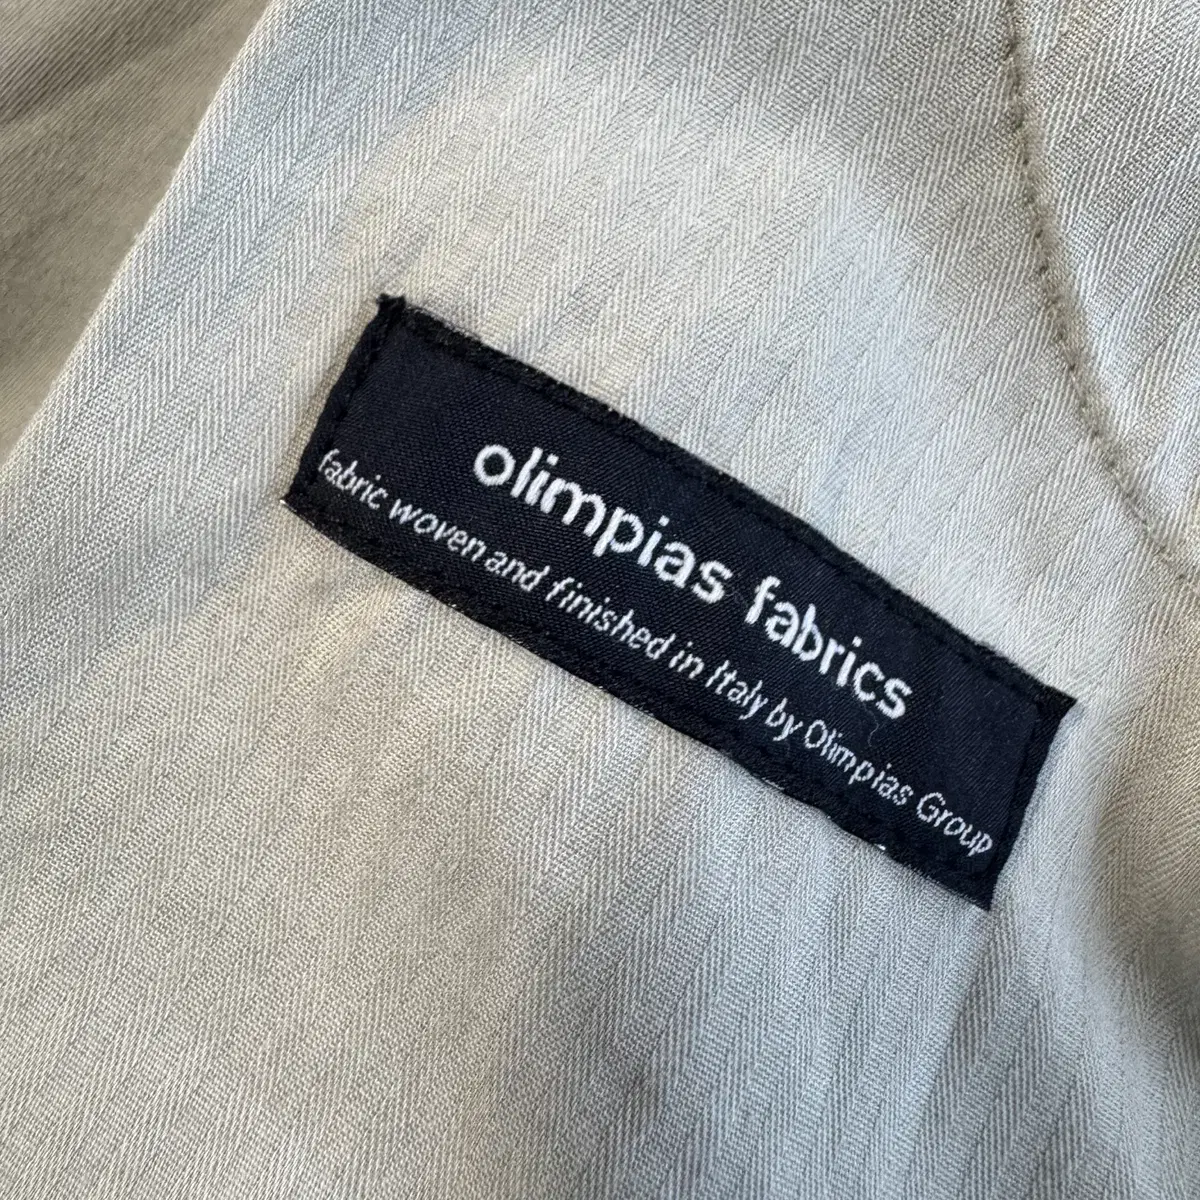 olimpias fabrics
fabric woven and finished in Italy by Olimpias Group